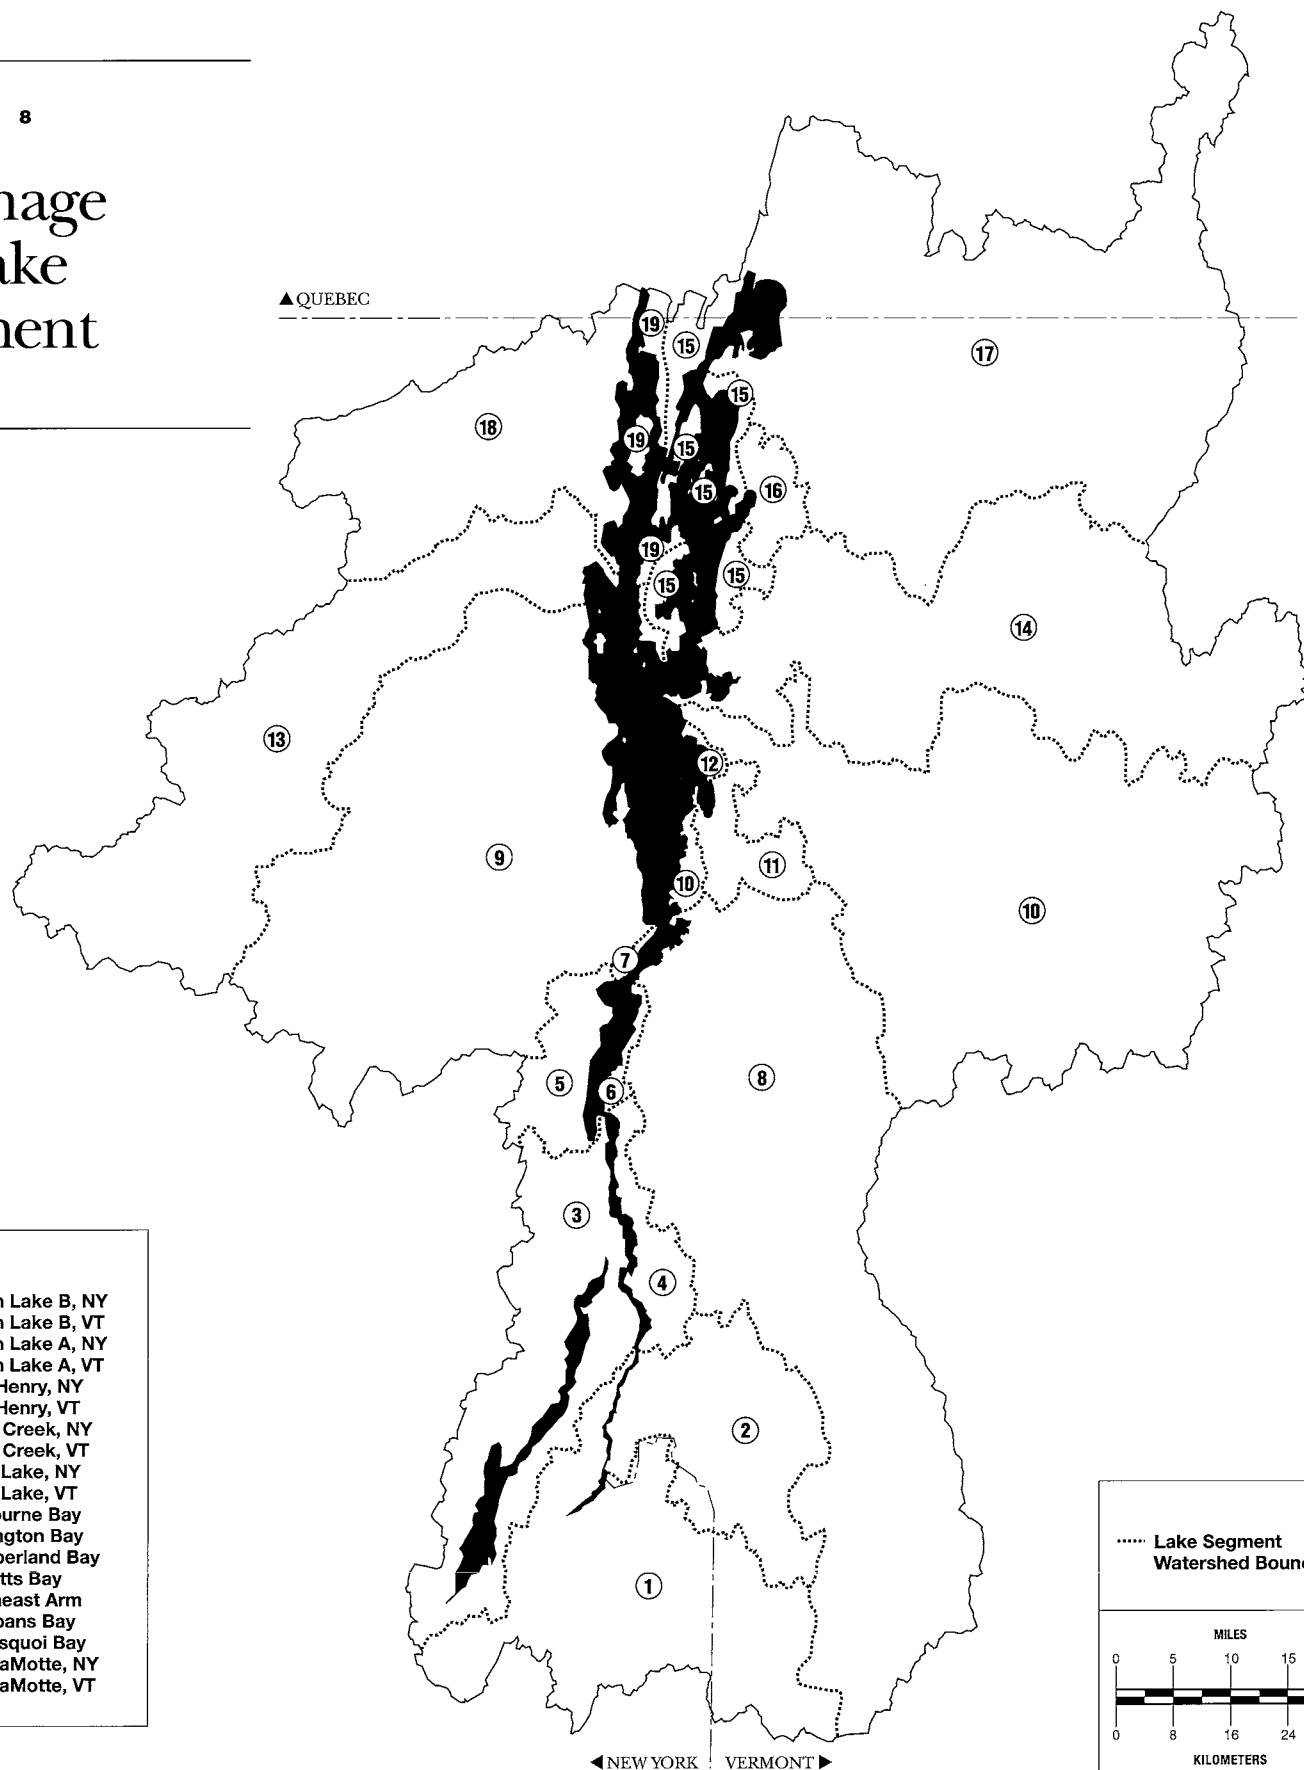 8
nage
ake
nent
▲ QUEBEC
19
15
17
15
18
19
15
15
16
19
15
15
14
13
12
9
11
10
10
7
5
6
8
3
4
2
1
n Lake B, NY
n Lake B, VT
n Lake A, NY
n Lake A, VT
Henry, NY
Henry, VT
Creek, NY
Creek, VT
Lake, NY
Lake, VT
ourne Bay
ngton Bay
berland Bay
tts Bay
heast Arm
bans Bay
squoi Bay
aMotte, NY
aMotte, VT
Lake Segment
Watershed Boun
MILES
0 5 10 15
0 8 16 24
KILOMETERS
◀ NEW YORK VERMONT ▶